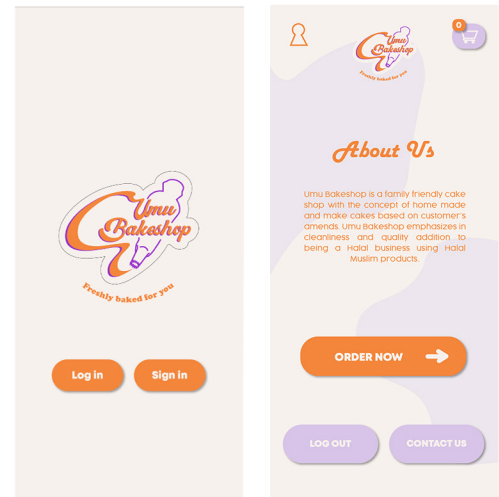 Umu
Bakeshop
Freshly baked for you
Log in
Sign in
0
Umu
Bakeshop
Freshly baked for you
About Us
Umu Bakeshop is a family friendly cake
shop with the concept of home made
and make cakes based on customer's
amends. Umu Bakeshop emphasizes in
cleanliness and quality addition to
being a Halal business using Halal
Muslim products.
ORDER NOW
LOG OUT
CONTACT US